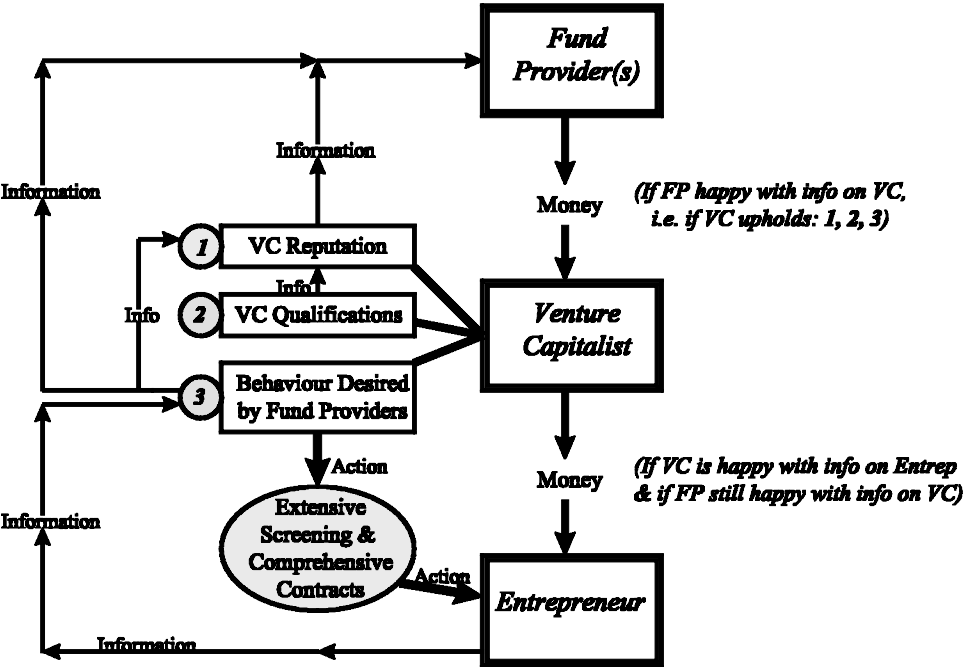 Fund
Provider(s)
Information
Information
Money
(If FP happy with info on VC,
i.e. if VC upholds: 1, 2, 3)
1
VC Reputation
Info
Info
2
VC Qualifications
Venture
Capitalist
3
Behaviour Desired
by Fund Providers
Action
Money
(If VC is happy with info on Entrep
& if FP still happy with info on VC)
Information
Extensive
Screening &
Comprehensive
Contracts
Action
Entrepreneur
Information